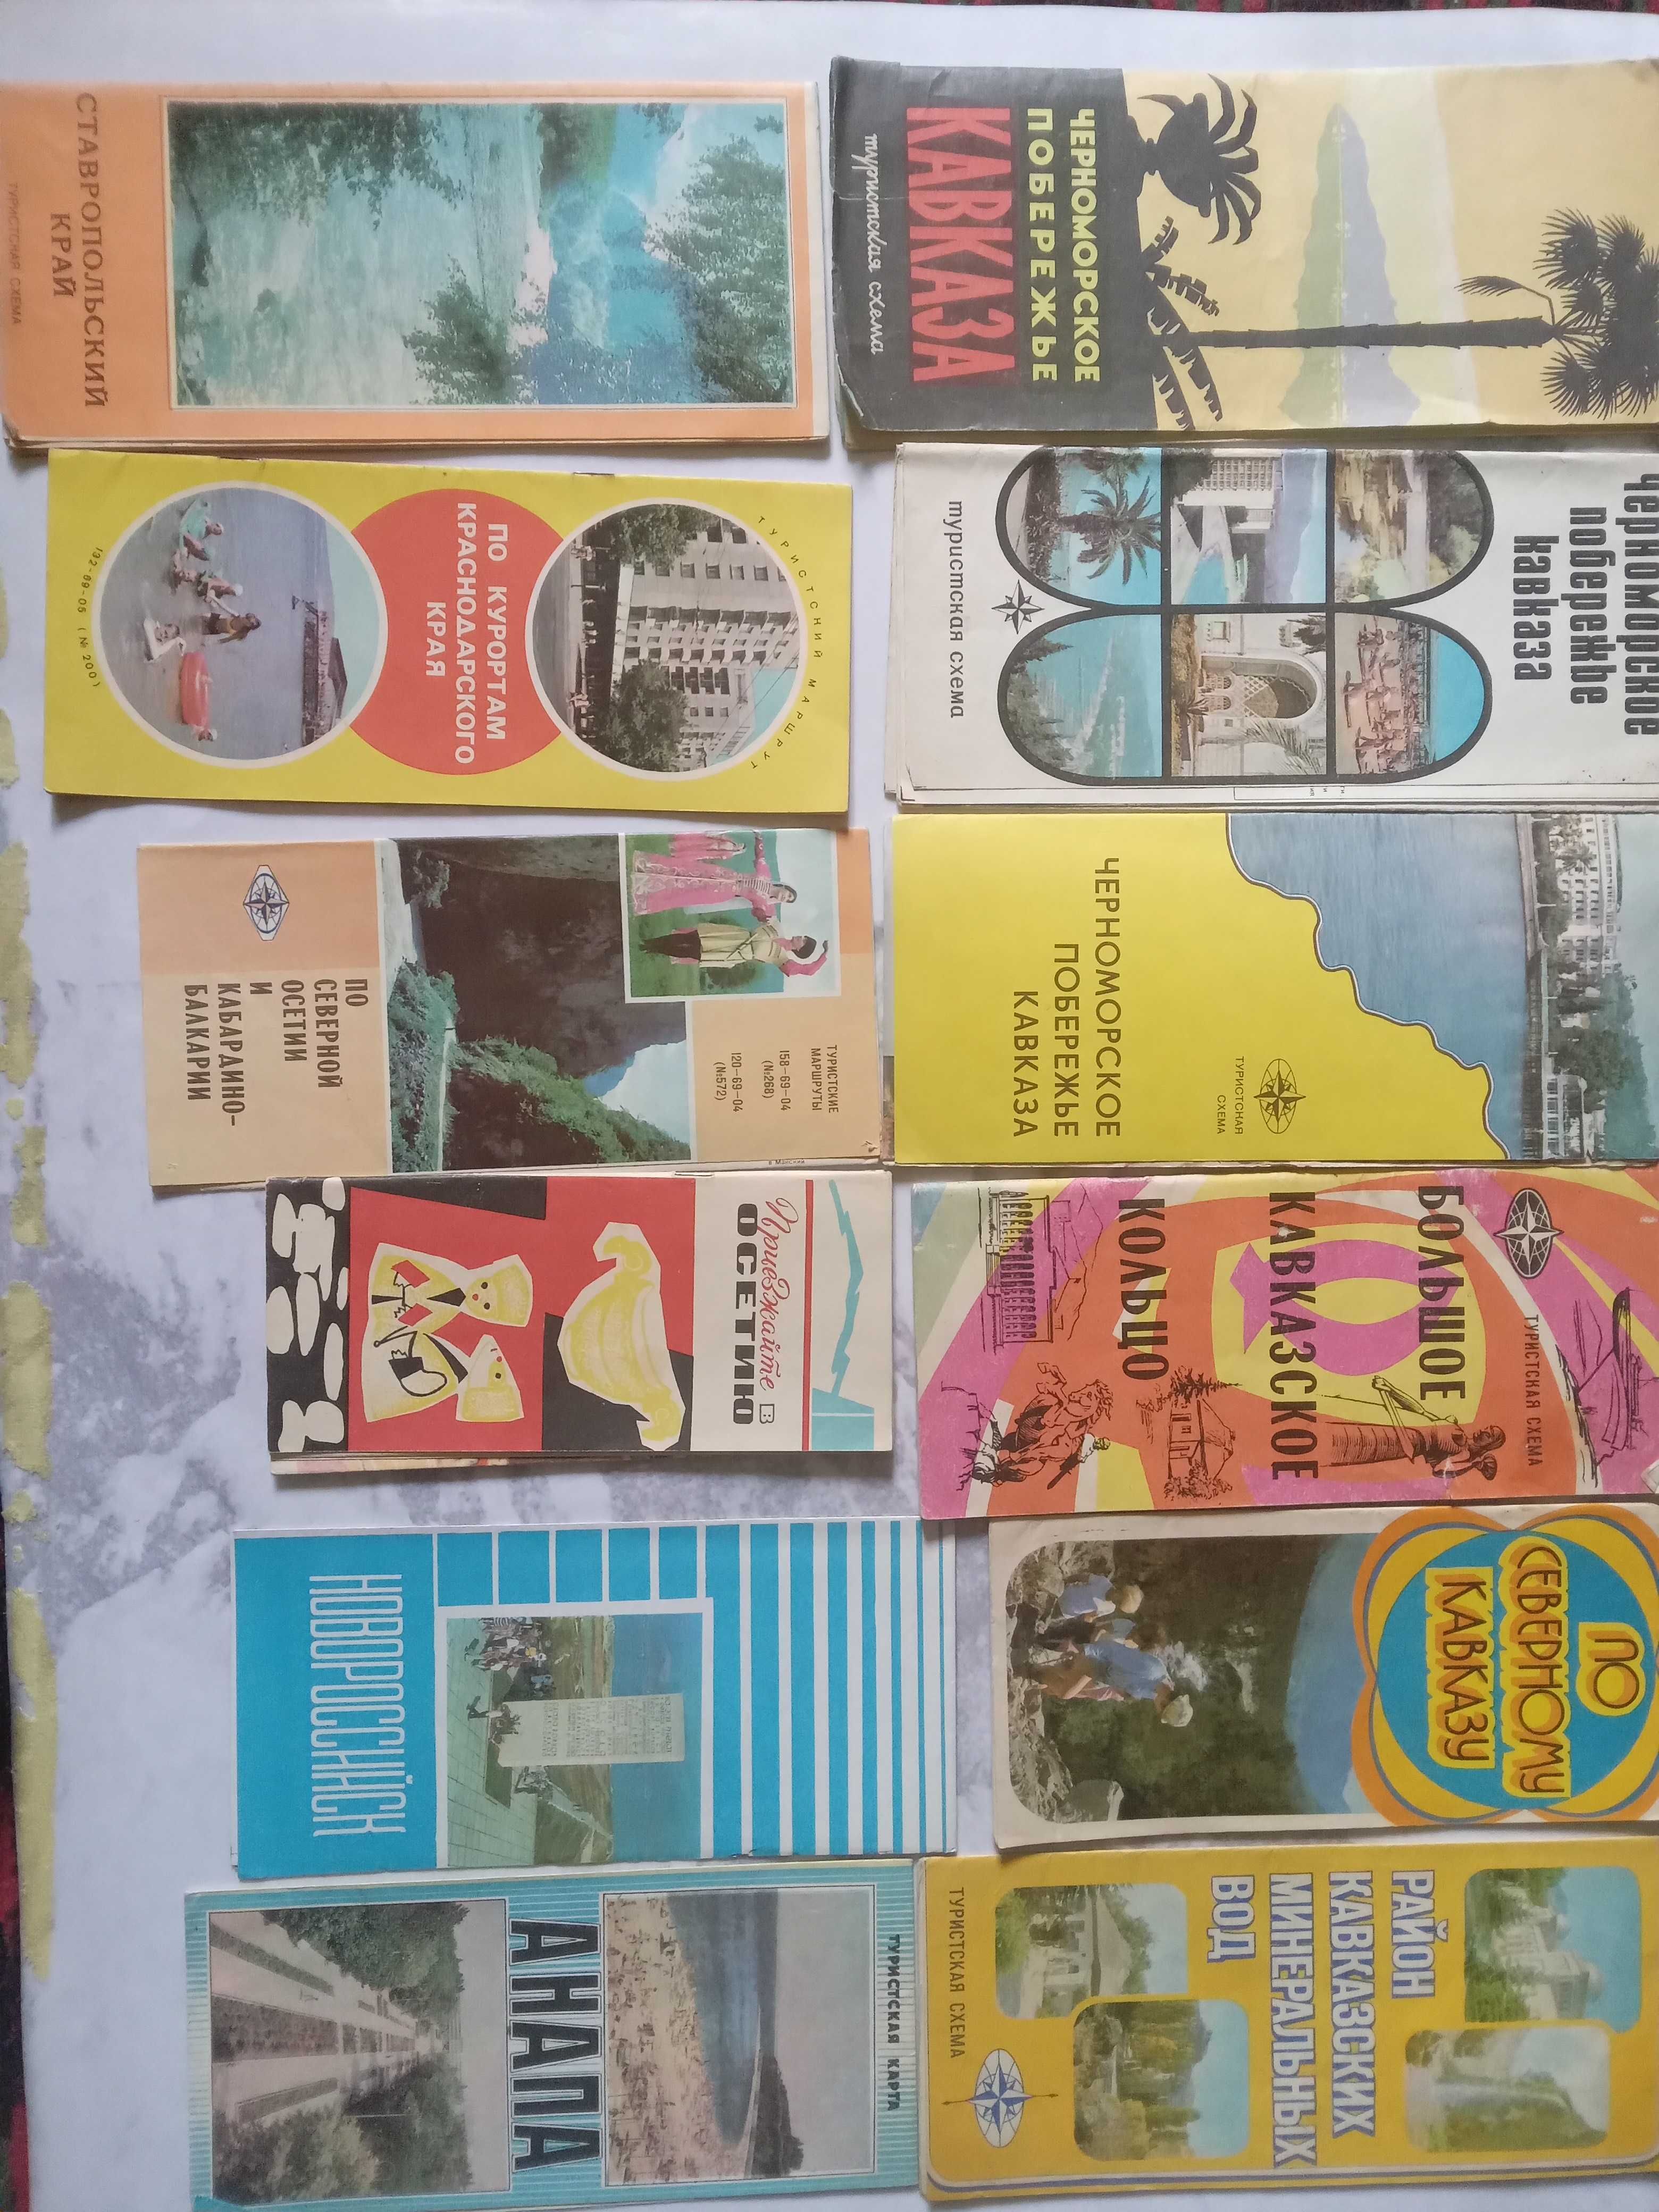 ЧЕРНОМОРСКОЕ
ПОБЕРЕЖЬЕ
КАВКАЗА
туристская схема
Черноморское
побережье
кавказа
туристская схема
ТУРИСТСКАЯ
СХЕМА
ЧЕРНОМОРСКОЕ
ПОБЕРЕЖЬЕ
КАВКАЗА
ТУРИСТСКАЯ СХЕМА
БОЛЬШОЕ
КАВКАЗСКОЕ
КОЛЬЦО
ПО
СЕВЕРНОМУ
КАВКАЗУ
РАЙОН
КАВКАЗСКИХ
МИНЕРАЛЬНЫХ
ВОД
ТУРИСТСКАЯ СХЕМА
СТАВРОПОЛЬСКИЙ
КРАЙ
ТУРИСТСКАЯ СХЕМА
ТУРИСТСКИЙ МАРШРУТ
ПО КУРОРТАМ
КРАСНОДАРСКОГО
КРАЯ
132-69-05 (№ 200)
ТУРИСТСКИЕ
МАРШРУТЫ
158-69-04
(№268)
120-69-04
(№572)
ПО
СЕВЕРНОЙ
ОСЕТИИ
И
КАБАРДИНО-
БАЛКАРИИ
Приезжайте в
ОСЕТИЮ
НОВОРОССИЙСК
ТУРИСТСКАЯ КАРТА
АНАПА